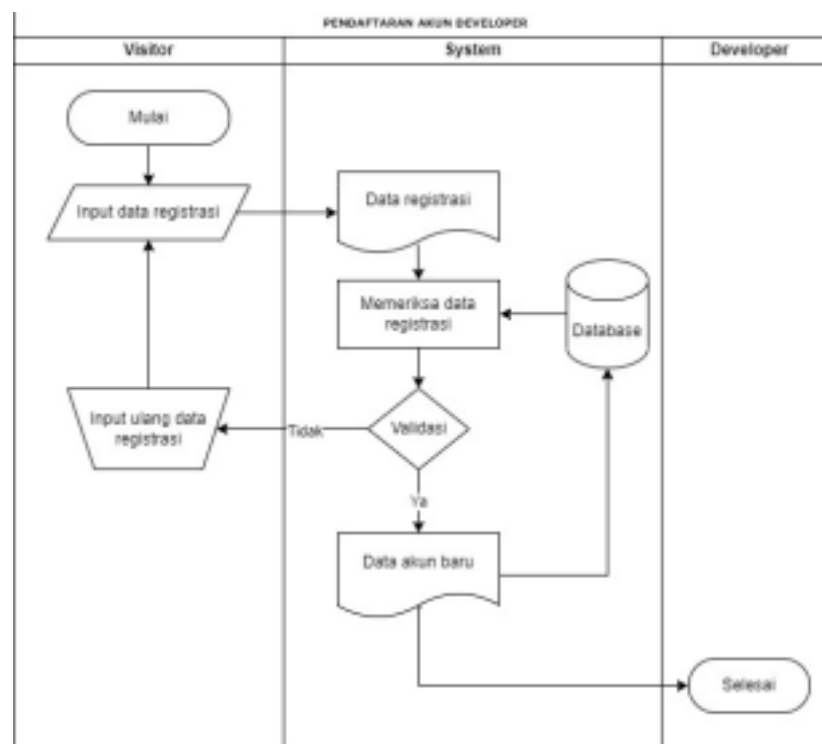 PENDAFTARAN AKUN DEVELOPER
Visitor
System
Developer
Mulai
Input data registrasi
Data registrasi
Memeriksa data
registrasi
Database
Input ulang data
registrasi
Tidak
Validasi
Ya
Data akun baru
Selesai